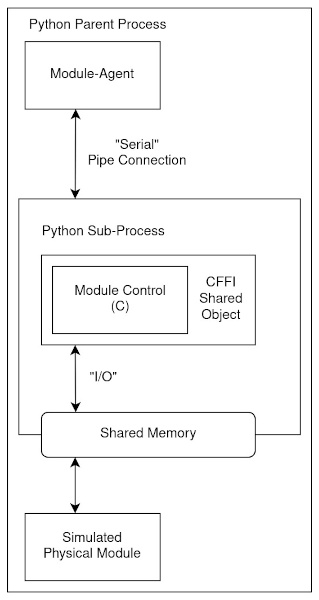 Python Parent Process
Module-Agent
"Serial"
Pipe Connection
Python Sub-Process
Module Control
(C)
CFFI
Shared
Object
"I/O"
Shared Memory
Simulated
Physical Module